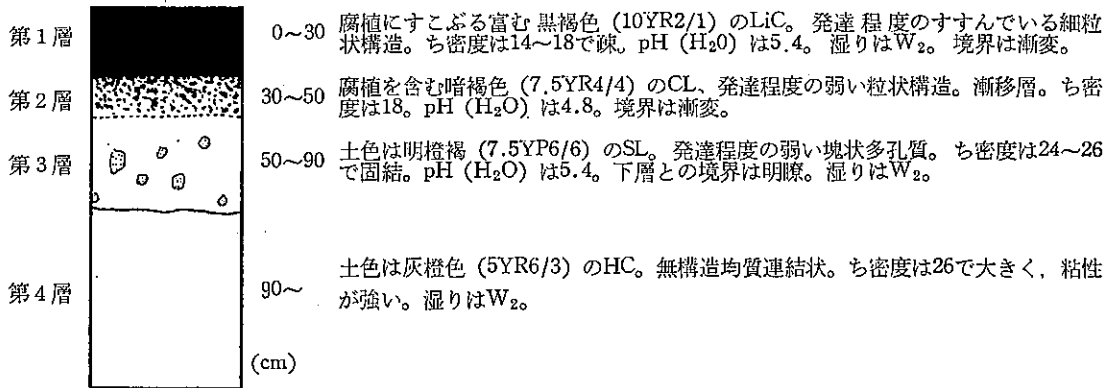 第1層
0~30 腐植にすこぶる富む 黒褐色 (10YR2/1) のLiC。発達程度のすすんでいる細粒
状構造。ち密度は14~18で疎。pH (H₂0) は5.4。湿りはW₂。境界は漸変。
第2層
30~50 腐植を含む暗褐色 (7.5YR4/4) のCL、発達程度の弱い粒状構造。漸移層。ち密
度は18。pH (H₂O) は4.8。境界は漸変。
第3層
50~90 土色は明橙褐 (7.5YP6/6) のSL。発達程度の弱い塊状多孔質。ち密度は24~26
で固結。pH (H₂O) は5.4。下層との境界は明瞭。湿りはW₂。
第4層
90~ 土色は灰橙色 (5YR6/3) のHC。無構造均質連結状。ち密度は26で大きく，粘性
が強い。湿りはW₂。
(cm)